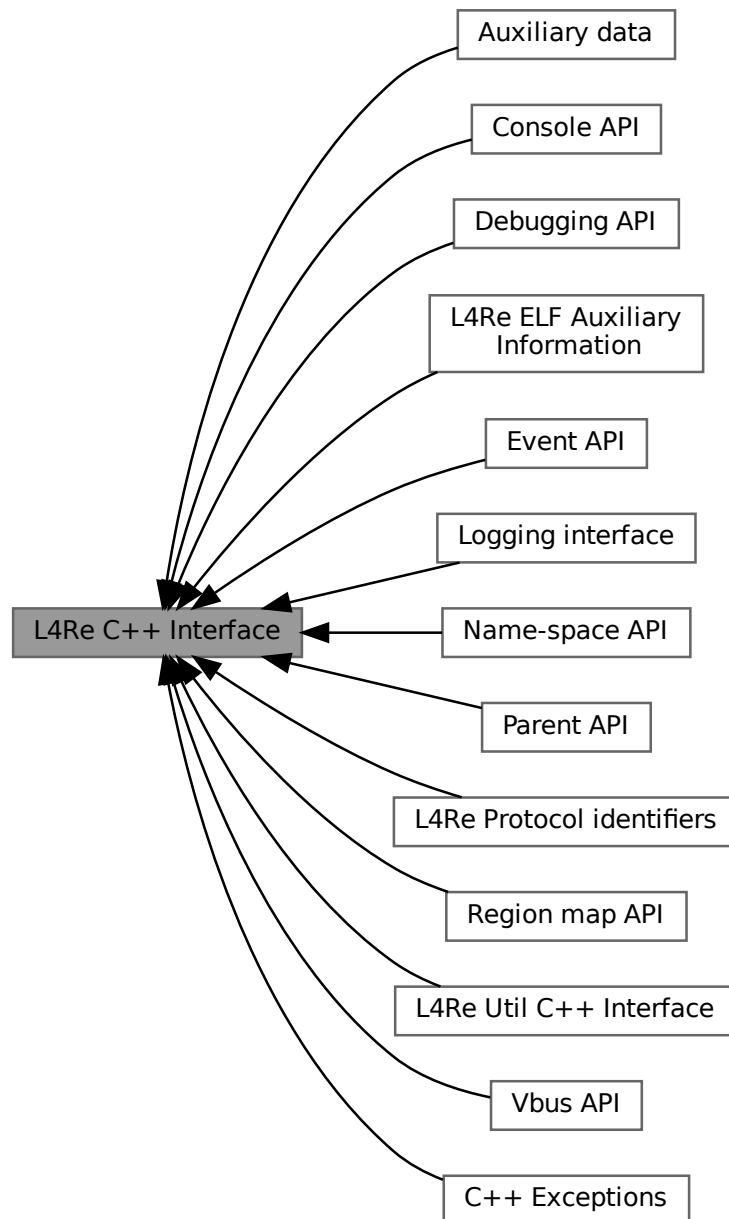 Auxiliary data
Console API
Debugging API
L4Re ELF Auxiliary
Information
Event API
Logging interface
L4Re C++ Interface
Name-space API
Parent API
L4Re Protocol identifiers
Region map API
L4Re Util C++ Interface
Vbus API
C++ Exceptions